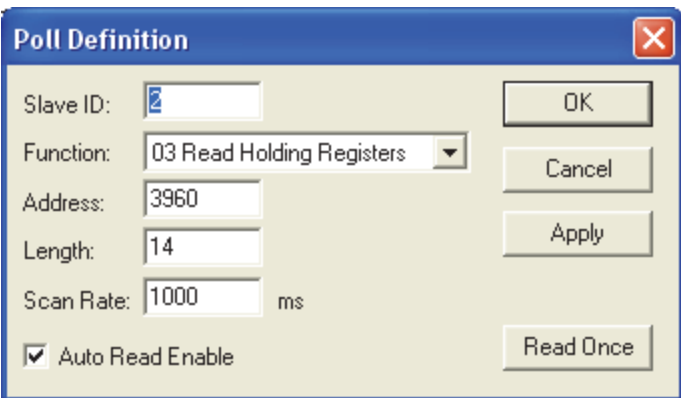 Poll Definition
Slave ID: 2 OK
Function: 03 Read Holding Registers Cancel
Address: 3960
Length: 14 Apply
Scan Rate: 1000 ms
Auto Read Enable Read Once